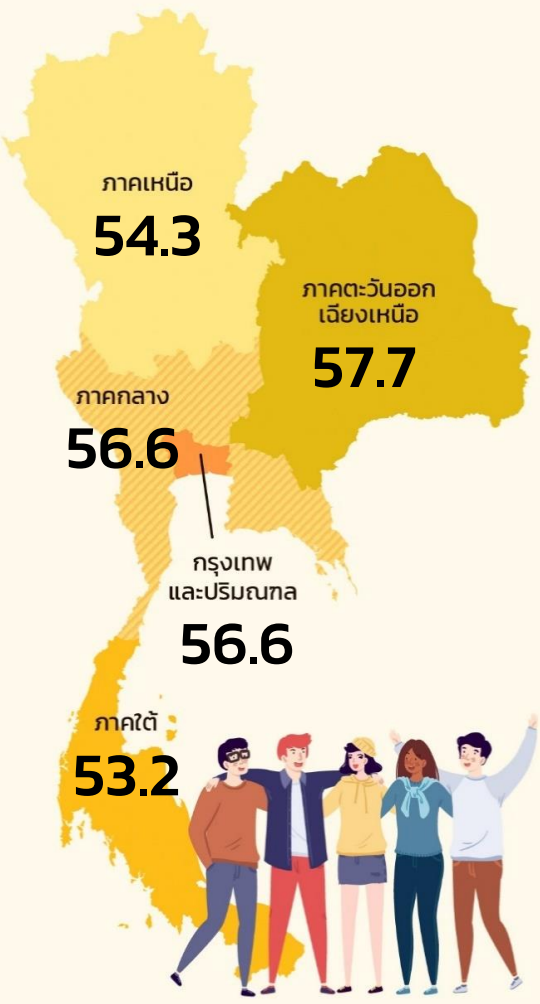 ภาคเหนือ
54.3
ภาคตะวันออก
เฉียงเหนือ
57.7
ภาคกลาง
56.6
กรุงเทพ
และปริมณฑล
56.6
ภาคใต้
53.2